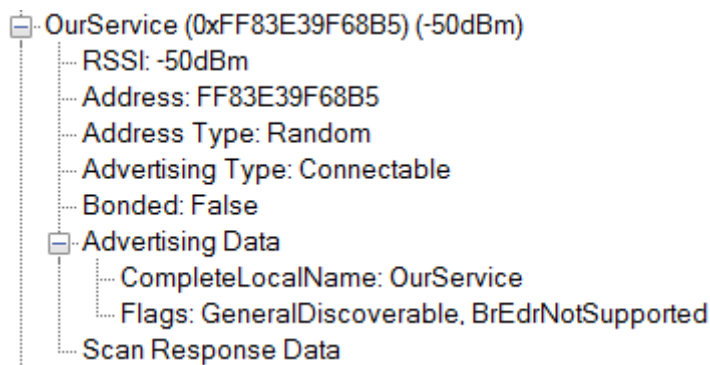 OurService (0xFF83E39F68B5) (-50dBm)
RSSI: -50dBm
Address: FF83E39F68B5
Address Type: Random
Advertising Type: Connectable
Bonded: False
Advertising Data
CompleteLocalName: OurService
Flags: GeneralDiscoverable, BrEdrNotSupported
Scan Response Data